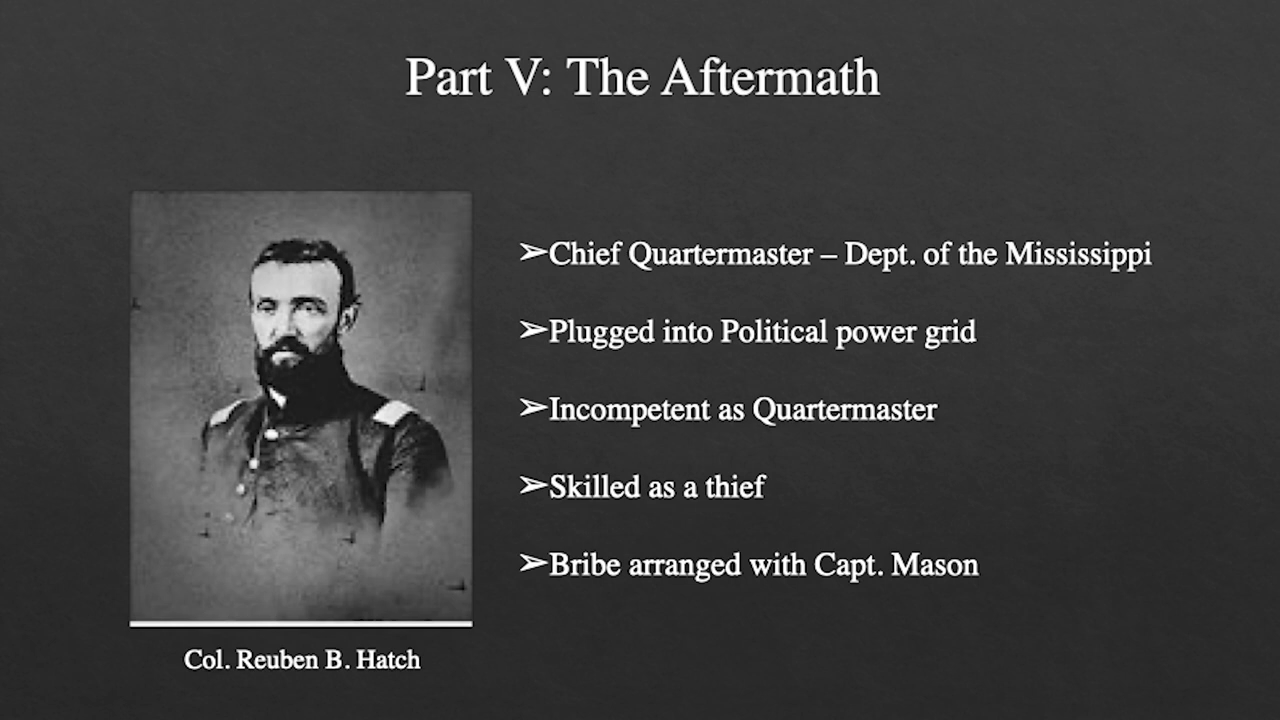 Part V: The Aftermath
➢Chief Quartermaster – Dept. of the Mississippi
➢Plugged into Political power grid
➢Incompetent as Quartermaster
➢Skilled as a thief
➢Bribe arranged with Capt. Mason
Col. Reuben B. Hatch